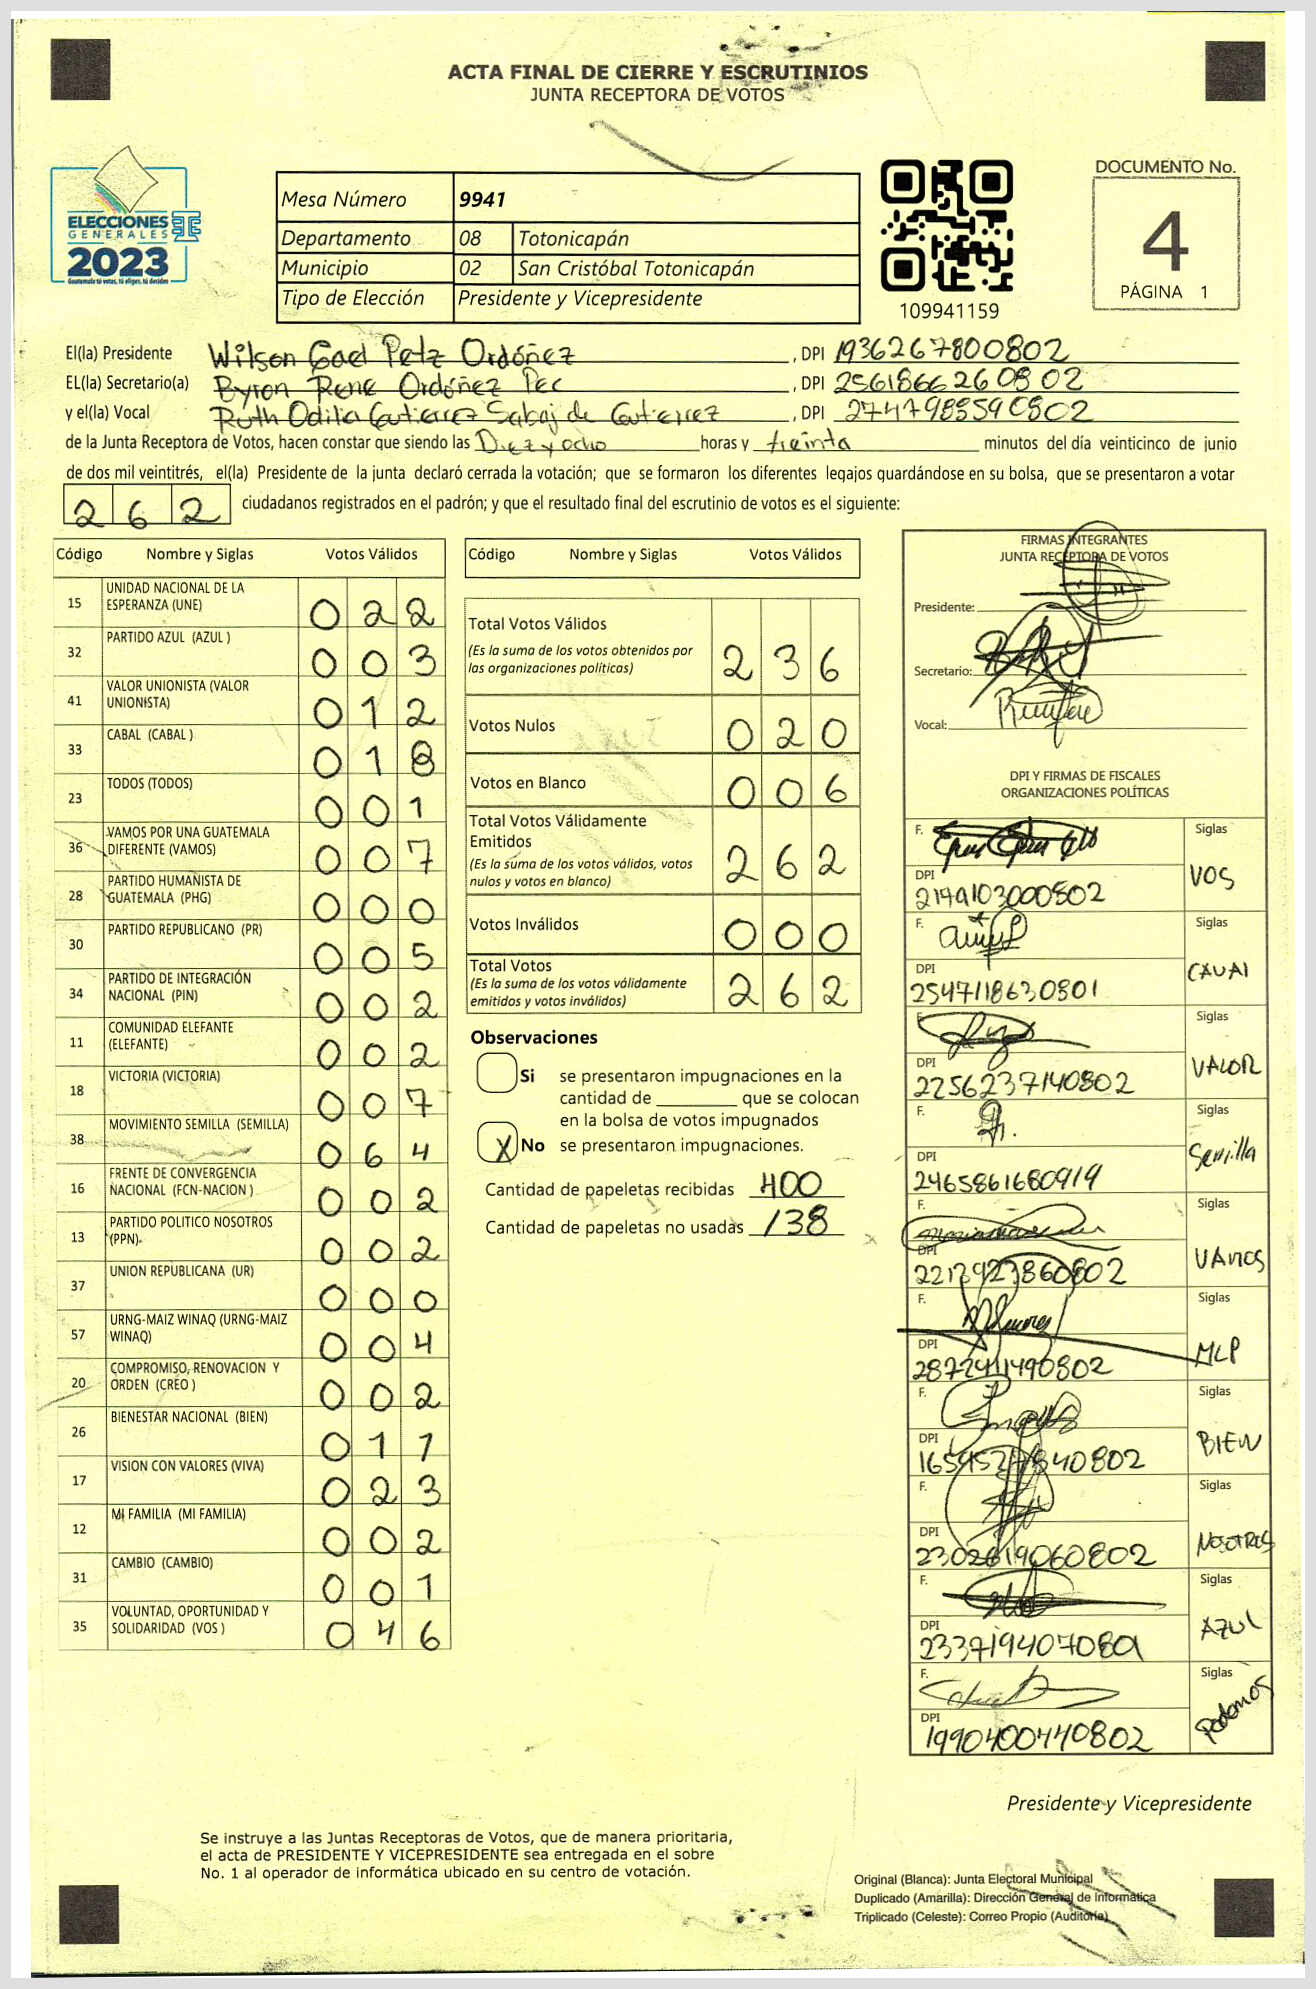 ACTA FINAL DE CIERRE Y ESCRUTINIOS
JUNTA RECEPTORA DE VOTOS
ELECCIONES
GENERALES
2023
Guatemala tú votas, tú eliges, tú decides
Mesa Número 9941
Departamento 08 Totonicapán
Municipio 02 San Cristóbal Totonicapán
Tipo de Elección Presidente y Vicepresidente
109941159
DOCUMENTO No.
4
PÁGINA 1
El(la) Presidente Wilson Gael Petz Ordóñez, DPI 1936267800802
EL(la) Secretario(a) Byron Rene Ordóñez Pec, DPI 2561866260802
y el(la) Vocal Ruth Odilia Gutierrez Sabaj de Gutierrez, DPI 2747985590802
de la Junta Receptora de Votos, hacen constar que siendo las Diez y ocho horas y treinta minutos del día veinticinco de junio
de dos mil veintitrés, el(la) Presidente de la junta declaró cerrada la votación; que se formaron los diferentes legajos guardándose en su bolsa, que se presentaron a votar
262 ciudadanos registrados en el padrón; y que el resultado final del escrutinio de votos es el siguiente:
Código Nombre y Siglas Votos Válidos
15 UNIDAD NACIONAL DE LA ESPERANZA (UNE) 022
32 PARTIDO AZUL (AZUL ) 003
41 VALOR UNIONISTA (VALOR UNIONISTA) 012
33 CABAL (CABAL ) 018
23 TODOS (TODOS) 001
36 VAMOS POR UNA GUATEMALA DIFERENTE (VAMOS) 007
28 PARTIDO HUMANISTA DE GUATEMALA (PHG) 000
30 PARTIDO REPUBLICANO (PR) 005
34 PARTIDO DE INTEGRACIÓN NACIONAL (PIN) 002
11 COMUNIDAD ELEFANTE (ELEFANTE) 002
18 VICTORIA (VICTORIA) 007
38 MOVIMIENTO SEMILLA (SEMILLA) 064
16 FRENTE DE CONVERGENCIA NACIONAL (FCN-NACION ) 002
13 PARTIDO POLITICO NOSOTROS (PPN) 002
37 UNION REPUBLICANA (UR) 000
57 URNG-MAIZ WINAQ (URNG-MAIZ WINAQ) 004
20 COMPROMISO, RENOVACION Y ORDEN (CREO ) 002
26 BIENESTAR NACIONAL (BIEN) 011
17 VISION CON VALORES (VIVA) 023
12 MI FAMILIA (MI FAMILIA) 002
31 CAMBIO (CAMBIO) 001
35 VOLUNTAD, OPORTUNIDAD Y SOLIDARIDAD (VOS ) 046
Código Nombre y Siglas Votos Válidos
Total Votos Válidos 236
(Es la suma de los votos obtenidos por
las organizaciones políticas)
Votos Nulos 020
Votos en Blanco 006
Total Votos Válidamente
Emitidos 262
(Es la suma de los votos válidos, votos
nulos y votos en blanco)
Votos Inválidos 000
Total Votos 262
(Es la suma de los votos válidamente
emitidos y votos inválidos)
Observaciones
Si se presentaron impugnaciones en la
cantidad de ________ que se colocan
en la bolsa de votos impugnados
X No se presentaron impugnaciones.
Cantidad de papeletas recibidas 400
Cantidad de papeletas no usadas 138
FIRMAS INTEGRANTES
JUNTA RECEPTORA DE VOTOS
Presidente:
Secretario:
Vocal:
DPI Y FIRMAS DE FISCALES
ORGANIZACIONES POLÍTICAS
F. Siglas VOS
DPI 2149103000802
F. Siglas CAVAI
DPI 2547118630801
F. Siglas VALOR
DPI 2256237140802
F. Siglas Semilla
DPI 2465861680919
F. Siglas VAMOS
DPI 2213923860802
F. Siglas MLP
DPI 2872411490802
F. Siglas BIEN
DPI
F. Siglas NOSOTROS
DPI 2302619060802
F. Siglas AZUL
DPI
F. Siglas Podemos
DPI 1990400440802
Presidente y Vicepresidente
Se instruye a las Juntas Receptoras de Votos, que de manera prioritaria,
el acta de PRESIDENTE Y VICEPRESIDENTE sea entregada en el sobre
No. 1 al operador de informática ubicado en su centro de votación.
Original (Blanca): Junta Electoral Municipal
Duplicado (Amarilla): Dirección General de Informática
Triplicado (Celeste): Correo Propio (Auditoría)